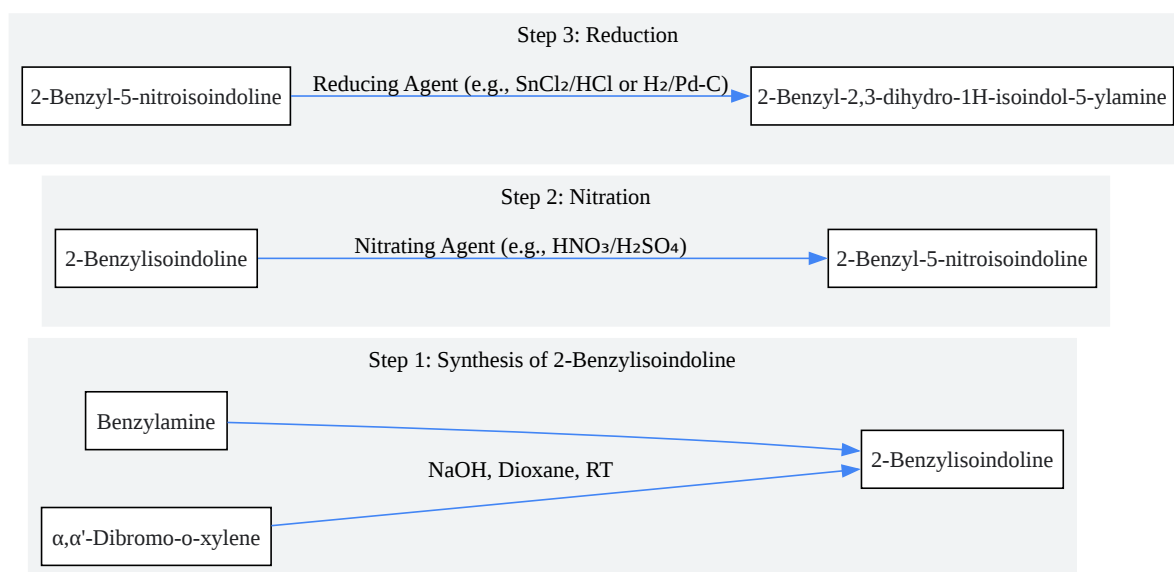 Step 3: Reduction
2-Benzyl-5-nitroisoindoline
Reducing Agent (e.g., SnCl₂/HCl or H₂/Pd-C)
2-Benzyl-2,3-dihydro-1H-isoindol-5-ylamine
Step 2: Nitration
2-Benzylisoindoline
Nitrating Agent (e.g., HNO₃/H₂SO₄)
2-Benzyl-5-nitroisoindoline
Step 1: Synthesis of 2-Benzylisoindoline
Benzylamine
2-Benzylisoindoline
NaOH, Dioxane, RT
α,α'-Dibromo-o-xylene